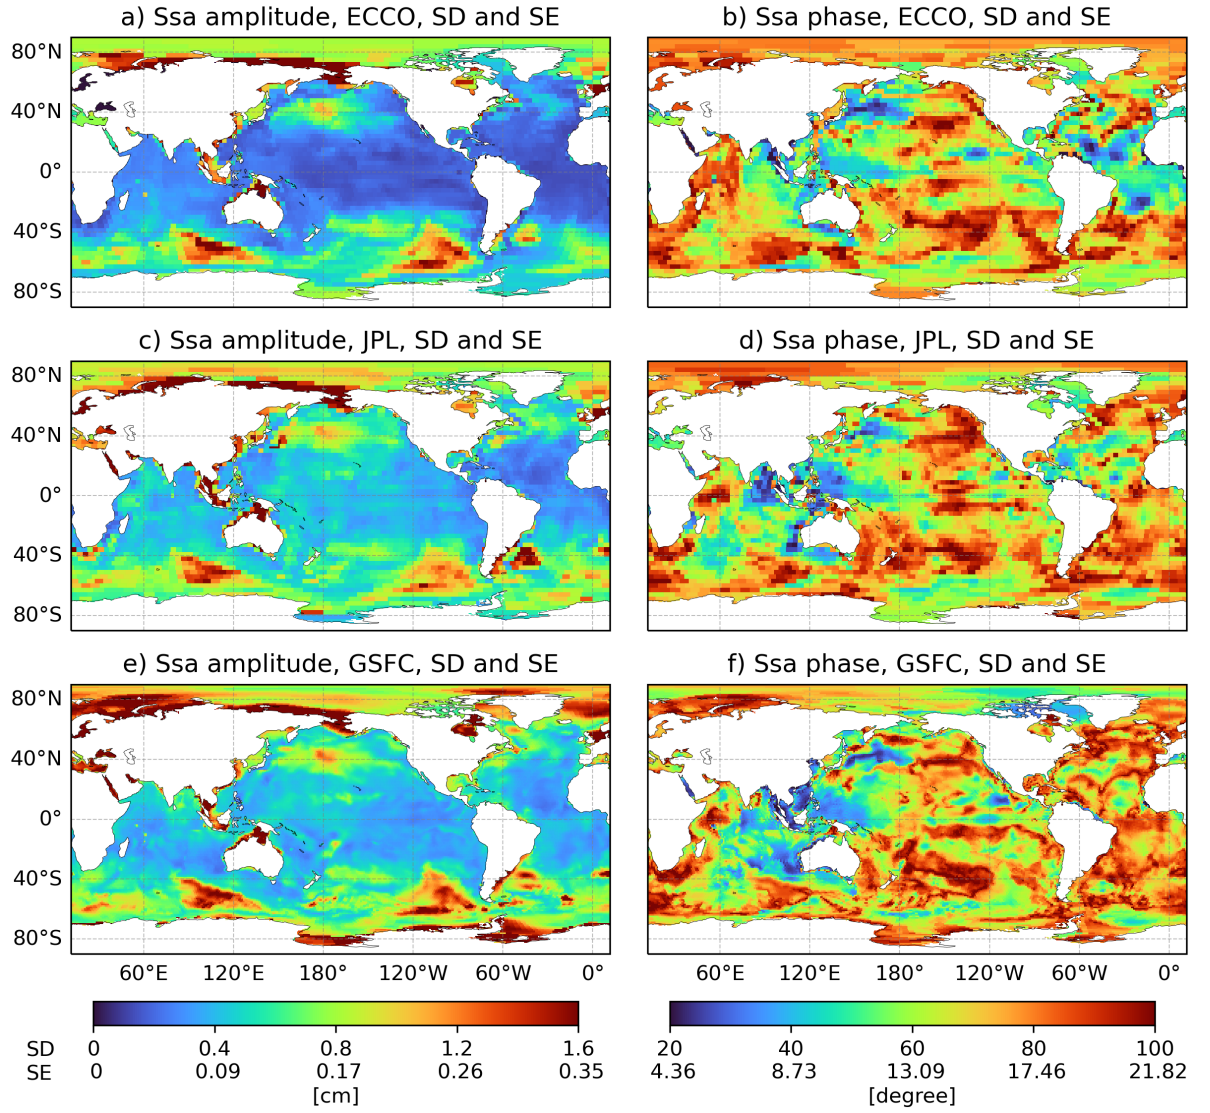 a) Ssa amplitude, ECCO, SD and SE
b) Ssa phase, ECCO, SD and SE
80°N
40°N
0°
40°S
80°S
c) Ssa amplitude, JPL, SD and SE
d) Ssa phase, JPL, SD and SE
80°N
40°N
0°
40°S
80°S
e) Ssa amplitude, GSFC, SD and SE
f) Ssa phase, GSFC, SD and SE
80°N
40°N
0°
40°S
80°S
60°E 120°E 180° 120°W 60°W 0°
60°E 120°E 180° 120°W 60°W 0°
SD 0 0.4 0.8 1.2 1.6
SE 0 0.09 0.17 0.26 0.35
[cm]
20 40 60 80 100
4.36 8.73 13.09 17.46 21.82
[degree]